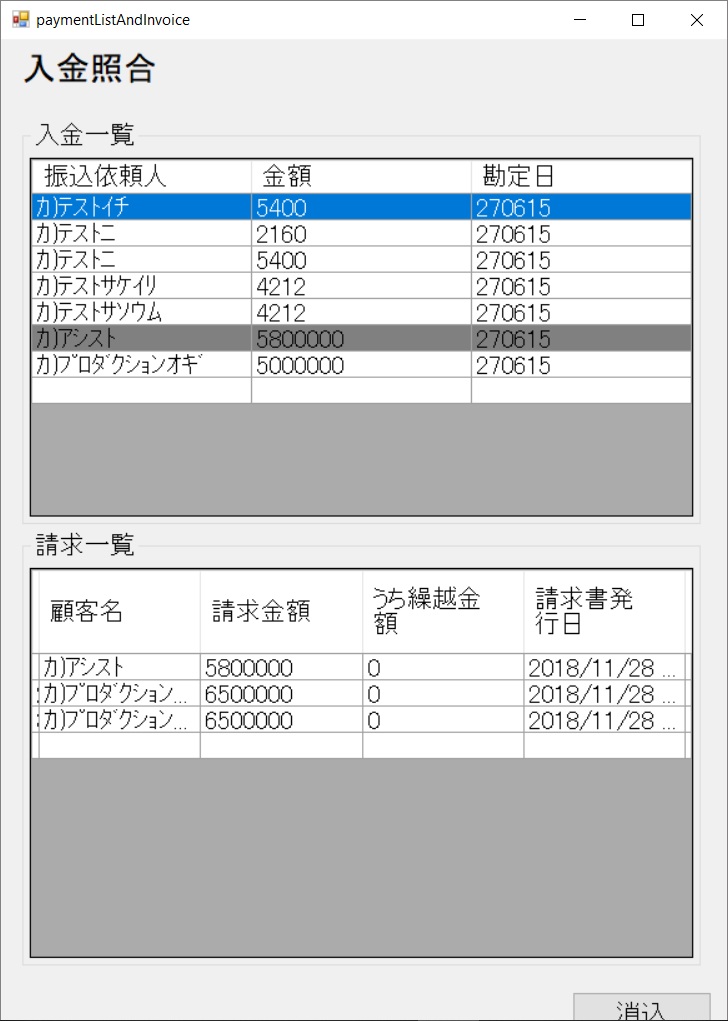 paymentListAndInvoice
入金照合
入金一覧
振込依頼人 金額 勘定日
ｶ)ﾃｽﾄｲﾁ 5400 270615
ｶ)ﾃｽﾄﾆ 2160 270615
ｶ)ﾃｽﾄﾆ 5400 270615
ｶ)ﾃｽﾄｻｹｲﾘ 4212 270615
ｶ)ﾃｽﾄｻｿｳﾑ 4212 270615
ｶ)ｱｼｽﾄ 5800000 270615
ｶ)ﾌﾟﾛﾀﾞｸｼｮﾝｵｷﾞ 5000000 270615
請求一覧
顧客名 請求金額 うち繰越金額 請求書発行日
ｶ)ｱｼｽﾄ 5800000 0 2018/11/28 ...
ｶ)ﾌﾟﾛﾀﾞｸｼｮﾝ... 6500000 0 2018/11/28 ...
ｶ)ﾌﾟﾛﾀﾞｸｼｮﾝ... 6500000 0 2018/11/28 ...
消込